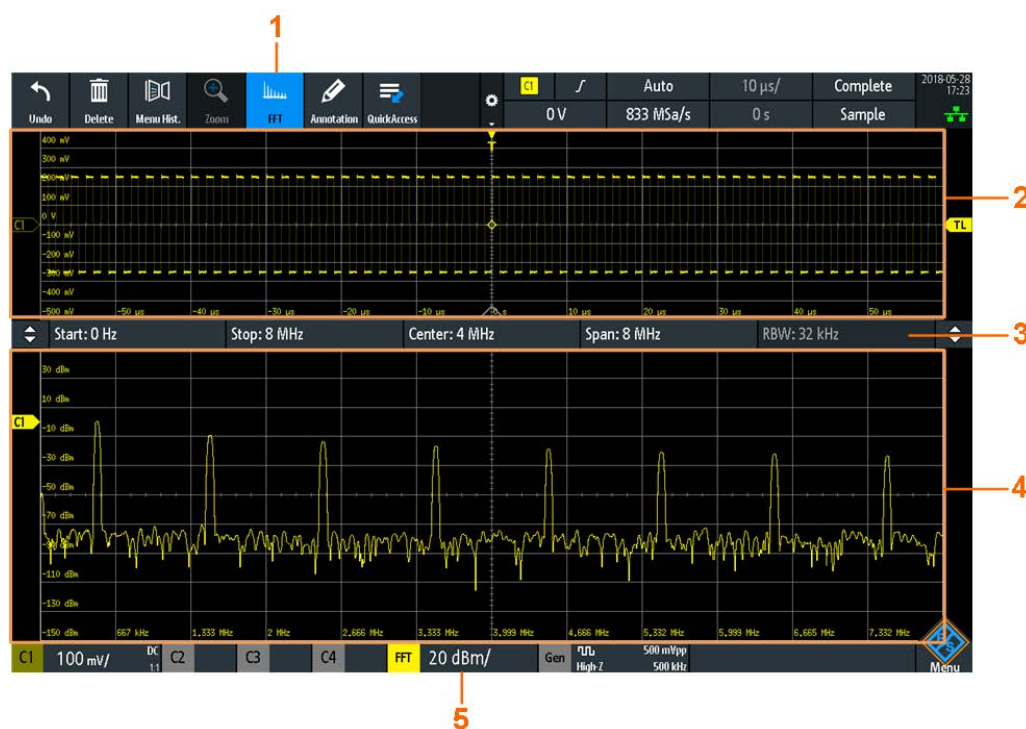 1
Undo Delete Menu Hist. Zoom FFT Annotation QuickAccess
C1 Auto 10 µs/ Complete
2018-05-28
17:23
0 V 833 MSa/s 0 s Sample
400 mV
300 mV
100 mV
2
0 V
C1
TL
-100 mV
-200 mV
-300 mV
-400 mV
-500 mV -50 µs -40 µs -30 µs -20 µs -10 µs 0 s 10 µs 20 µs 30 µs 40 µs 50 µs
Start: 0 Hz Stop: 8 MHz Center: 4 MHz Span: 8 MHz RBW: 32 kHz 3
30 dBm
10 dBm
C1
-10 dBm
-30 dBm
-50 dBm
4
-70 dBm
-110 dBm
-130 dBm
-150 dBm 667 kHz 1,333 MHz 2 MHz 2,666 MHz 3,333 MHz 3,999 MHz 4,666 MHz 5,332 MHz 5,999 MHz 6,665 MHz 7,332 MHz
C1 100 mV/ DC 1:1 C2 C3 C4 FFT 20 dBm/ Gen High-Z 500 mVpp 500 kHz Menu
5